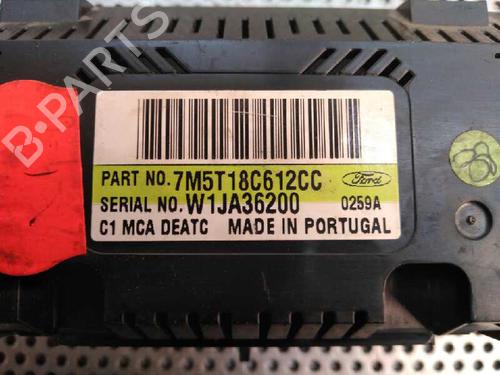 B-PARTS
PART NO. 7M5T18C612CC Ford
SERIAL NO. W1JA36200 0259A
C1 MCA DEATC MADE IN PORTUGAL